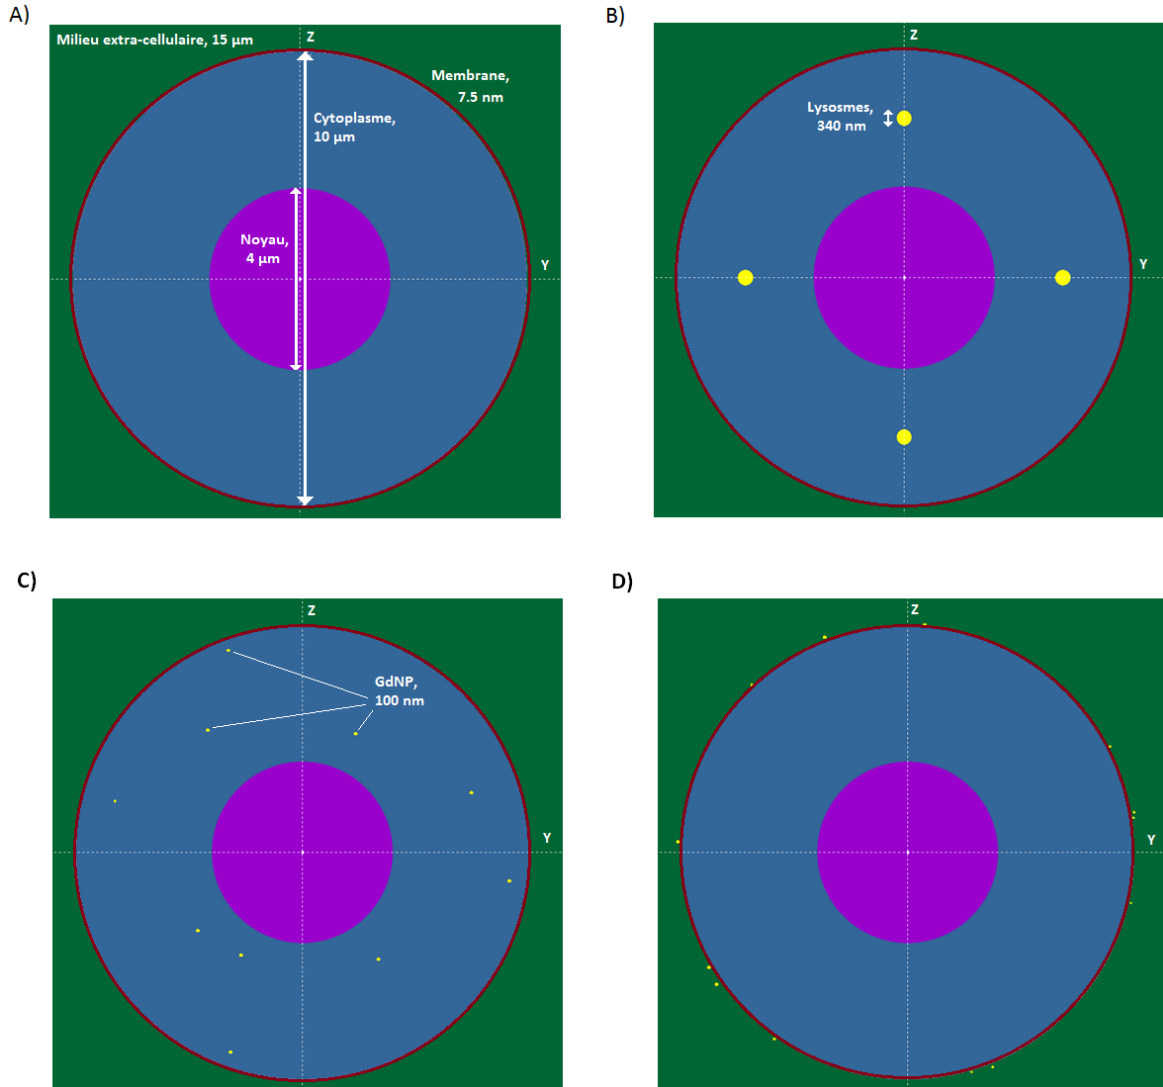 A)
Milieu extra-cellulaire, 15 µm
Z
Membrane,
7.5 nm
Cytoplasme,
10 µm
Noyau,
4 µm
Y
B)
Z
Lysosmes,
340 nm
Y
C)
Z
GdNP,
100 nm
Y
D)
Z
Y